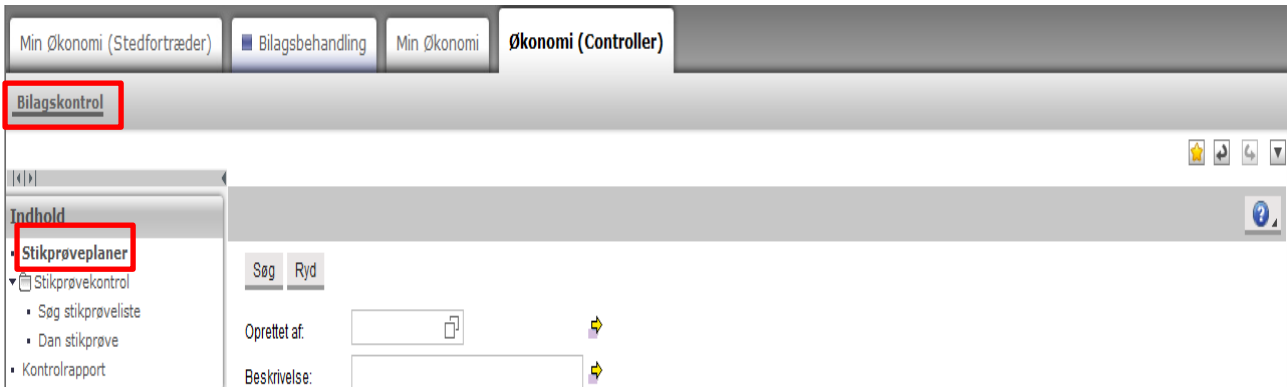 Min Økonomi (Stedfortræder) Bilagsbehandling Min Økonomi Økonomi (Controller)
Bilagskontrol
Indhold
Stikprøveplaner
Stikprøvekontrol
Søg stikprøveliste
Dan stikprøve
Kontrolrapport
Søg Ryd
Oprettet af:
Beskrivelse: